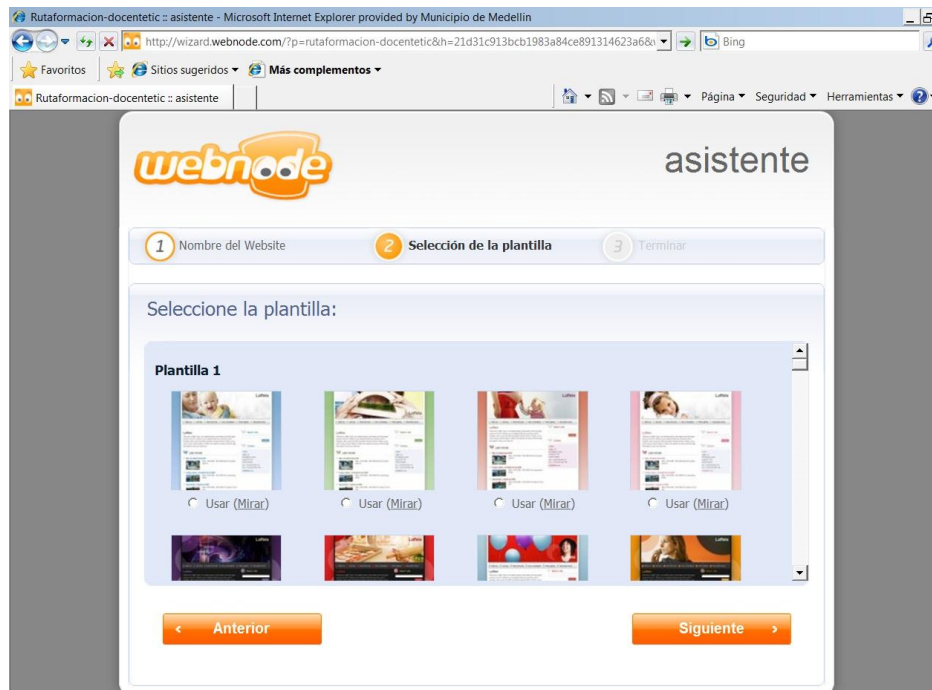 Rutaformacion-docentetic :: asistente - Microsoft Internet Explorer provided by Municipio de Medellin
http://wizard.webnode.com/?p=rutaformacion-docentetic&h=21d31c913bcb1983a84ce891314623a6&
Bing
Favoritos Sitios sugeridos Más complementos
Rutaformacion-docentetic :: asistente Página Seguridad Herramientas
webnode asistente
1 Nombre del Website 2 Selección de la plantilla 3 Terminar
Seleccione la plantilla:
Plantilla 1
Usar (Mirar) Usar (Mirar) Usar (Mirar) Usar (Mirar)
Anterior Siguiente